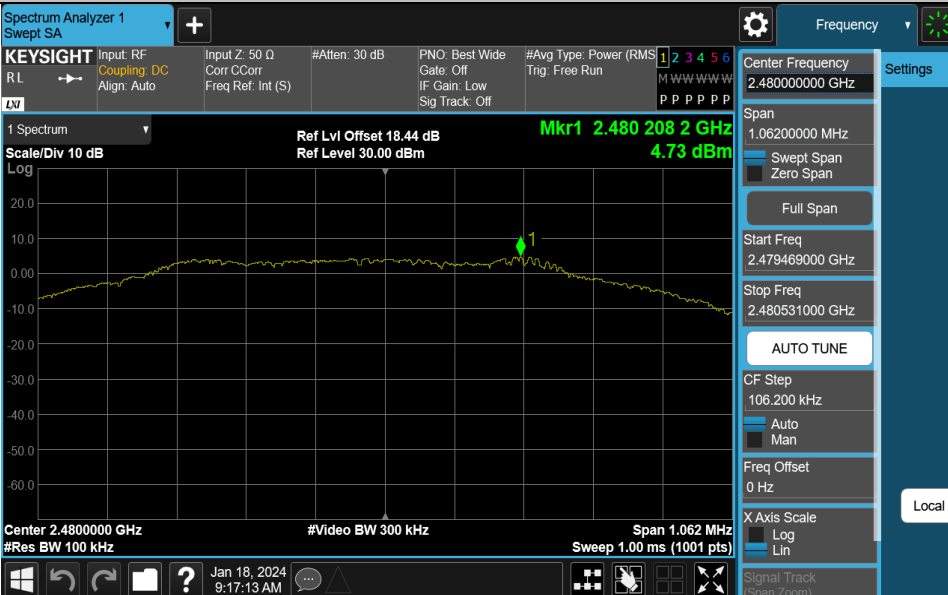 Spectrum Analyzer 1
Swept SA
+
Frequency
KEYSIGHT
R L
LXI
Input: RF
Coupling: DC
Align: Auto
Input Z: 50 Ω
Corr CCorr
Freq Ref: Int (S)
#Atten: 30 dB
PNO: Best Wide
Gate: Off
IF Gain: Low
Sig Track: Off
#Avg Type: Power (RMS
Trig: Free Run
1 2 3 4 5 6
M W W W W W
P P P P P P
1 Spectrum
Scale/Div 10 dB
Log
Ref Lvl Offset 18.44 dB
Ref Level 30.00 dBm
Mkr1 2.480 208 2 GHz
4.73 dBm
20.0
10.0
0.00
-10.0
-20.0
-30.0
-40.0
-50.0
-60.0
1
Center 2.4800000 GHz
#Res BW 100 kHz
#Video BW 300 kHz
Span 1.062 MHz
Sweep 1.00 ms (1001 pts)
Center Frequency
2.480000000 GHz
Span
1.06200000 MHz
Swept Span
Zero Span
Full Span
Start Freq
2.479469000 GHz
Stop Freq
2.480531000 GHz
AUTO TUNE
CF Step
106.200 kHz
Auto
Man
Freq Offset
0 Hz
X Axis Scale
Log
Lin
Signal Track
(Span Zoom)
Settings
Local
?
Jan 18, 2024
9:17:13 AM